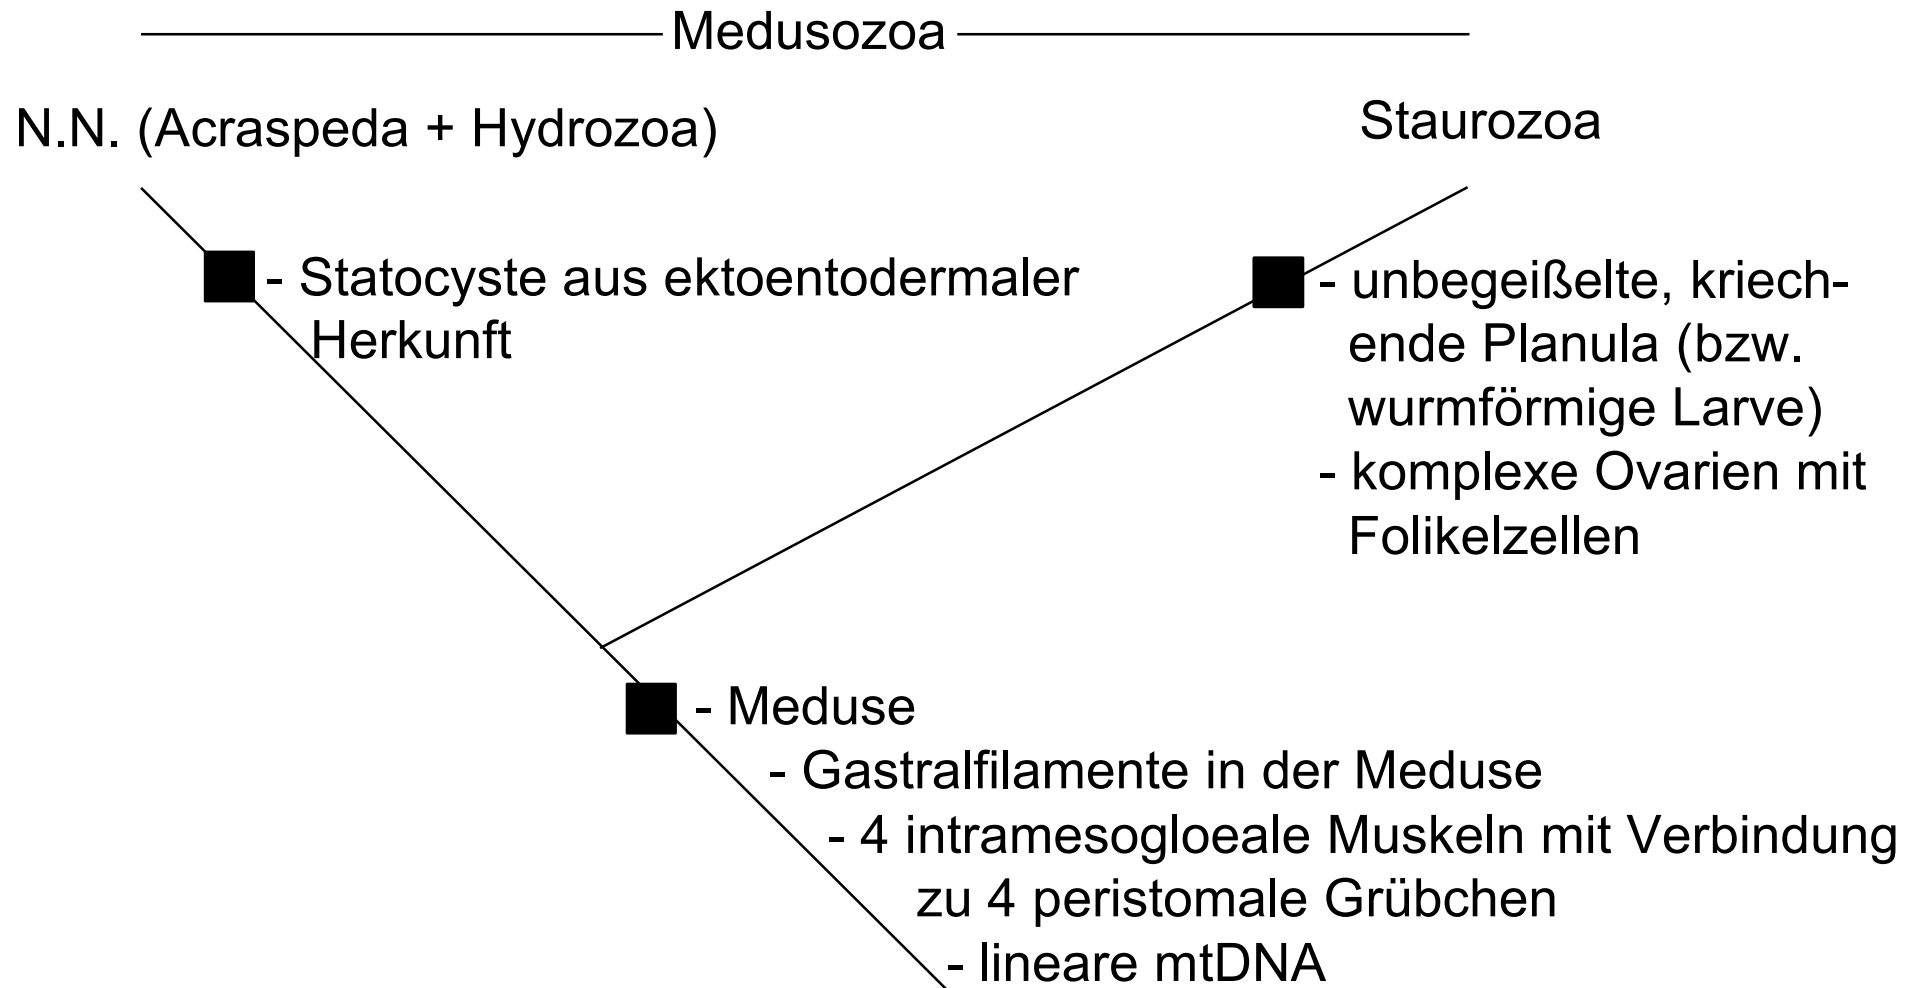 Medusozoa
N.N. (Acraspeda + Hydrozoa)
Staurozoa
- Statocyste aus ektoentodermaler
Herkunft
- unbegeißelte, kriech-
ende Planula (bzw.
wurmförmige Larve)
- komplexe Ovarien mit
Folikelzellen
- Meduse
- Gastralfilamente in der Meduse
- 4 intramesogloeale Muskeln mit Verbindung
zu 4 peristomale Grübchen
- lineare mtDNA